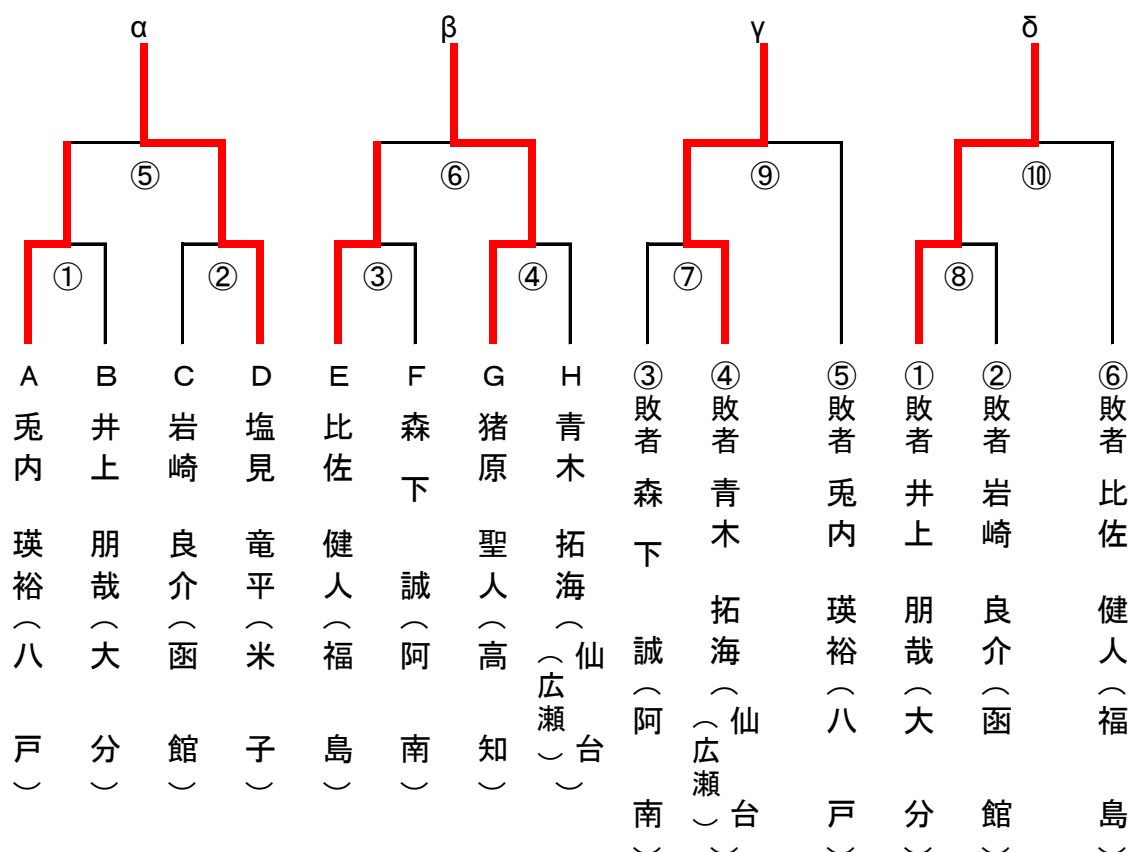 α
β
γ
δ
⑤
⑥
⑨
⑩
①
②
③
④
⑦
⑧
A 兎内 瑛裕（八戸）
B 井上 朋哉（大分）
C 岩崎 良介（函館）
D 塩見 竜平（米子）
E 比佐 健人（福島）
F 森下 誠（阿南）
G 猪原 聖人（高知）
H 青木 拓海（仙台（広瀬））
③敗者 森下 誠（阿南）
④敗者 青木 拓海（仙台（広瀬））
⑤敗者 兎内 瑛裕（八戸）
①敗者 井上 朋哉（大分）
②敗者 岩崎 良介（函館）
⑥敗者 比佐 健人（福島）